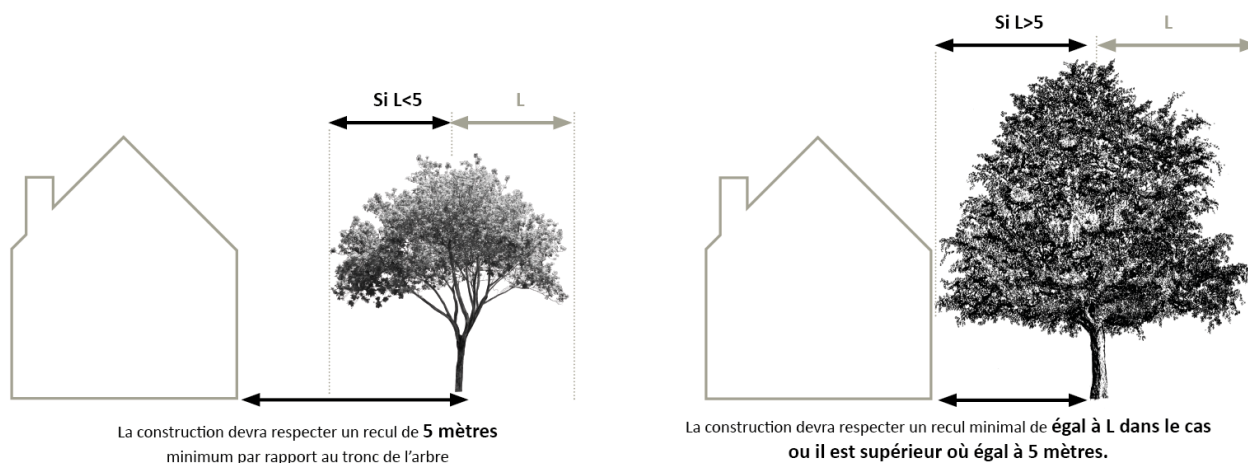 Si L<5
L
La construction devra respecter un recul de 5 mètres
minimum par rapport au tronc de l'arbre
Si L>5
L
La construction devra respecter un recul minimal de égal à L dans le cas
ou il est supérieur où égal à 5 mètres.